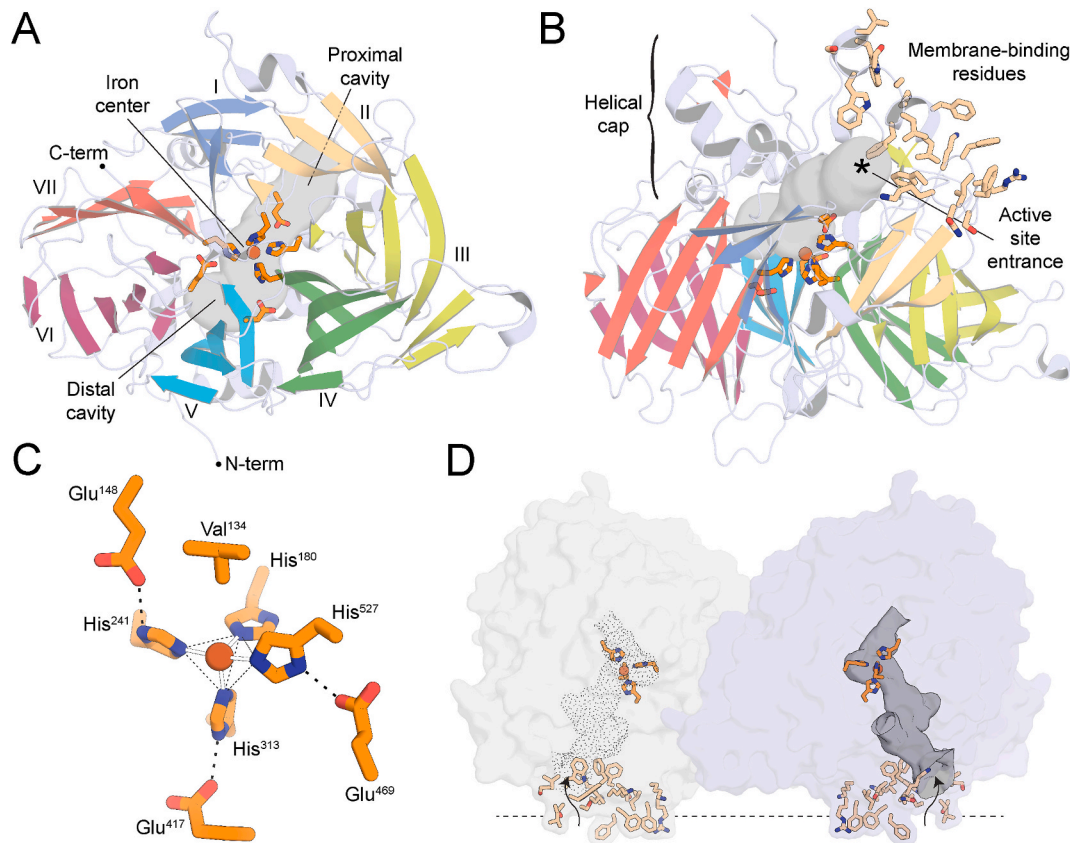 A
Proximal
cavity
Iron
center
I
II
C-term
VII
III
VI
Distal
cavity
V
IV
N-term
B
Membrane-binding
residues
Helical
cap
*
Active
site
entrance
C
Glu148
Val134
His180
His241
His527
His313
Glu469
Glu417
D